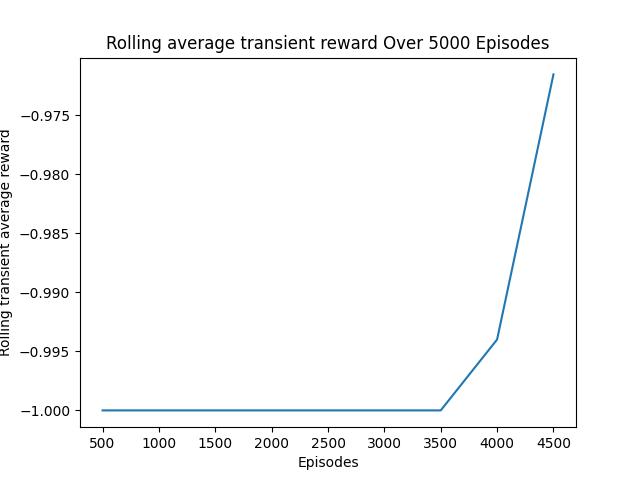 Rolling average transient reward Over 5000 Episodes
Rolling transient average reward
−0.975
−0.980
−0.985
−0.990
−0.995
−1.000
500 1000 1500 2000 2500 3000 3500 4000 4500
Episodes